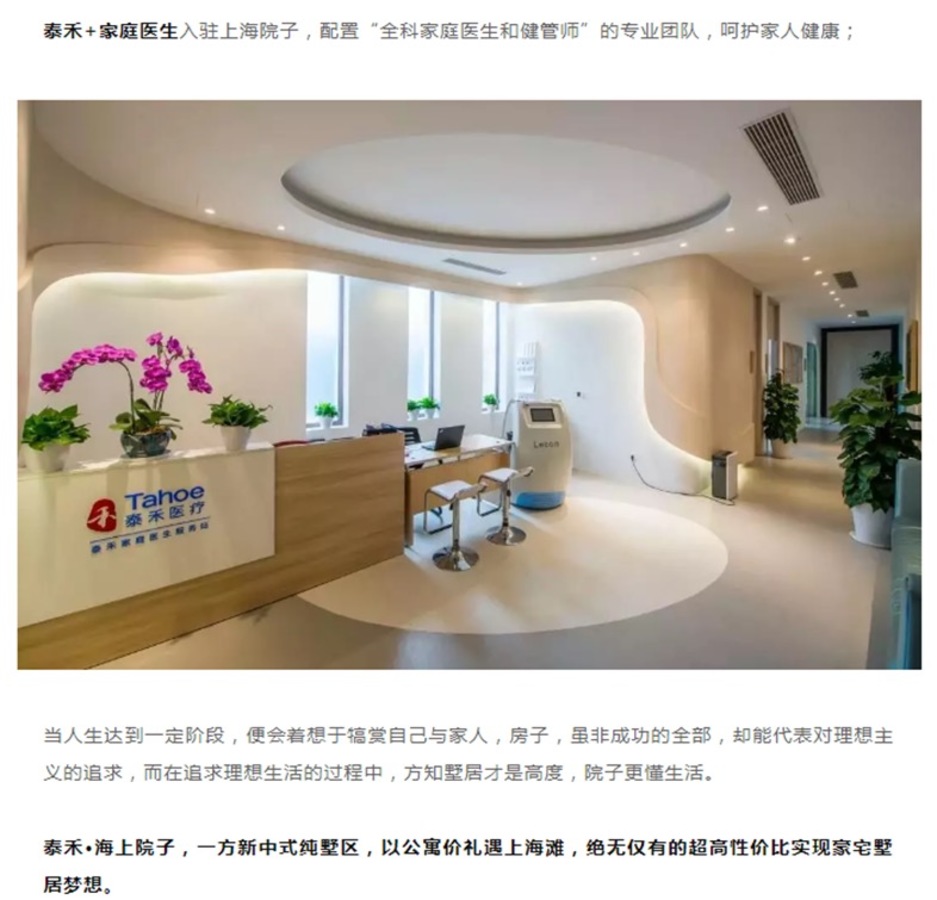 泰禾+家庭医生入驻上海院子，配置“全科家庭医生和健管师”的专业团队，呵护家人健康；
Lecon
Tahoe
泰禾医疗
泰禾家庭医生服务站
当人生达到一定阶段，便会着想于犒赏自己与家人，房子，虽非成功的全部，却能代表对理想主
义的追求，而在追求理想生活的过程中，方知墅居才是高度，院子更懂生活。
泰禾·海上院子，一方新中式纯墅区，以公寓价礼遇上海滩，绝无仅有的超高性价比实现家宅墅
居梦想。